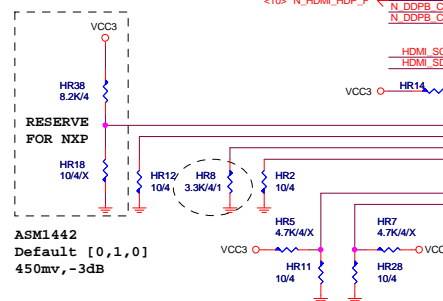 <10> N_HDMI_HDP_F
N_DDPB_C
N_DDPB_C
VCC3
HDMI_SC
HDMI_SD
HR38
8.2K/4
VCC3
HR14
RESERVE
FOR NXP
HR18
10/4/X
HR12
10/4
HR8
3.3K/4/1
HR2
10/4
ASM1442
Default [0,1,0]
450mv,-3dB
HR5
4.7K/4/X
HR7
4.7K/4/X
VCC3
VCC
HR11
10/4
HR28
10/4